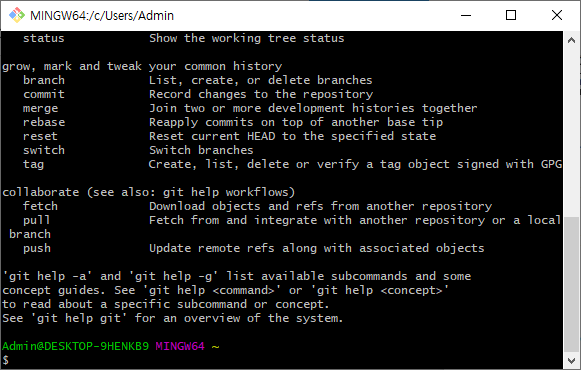 MINGW64:/c/Users/Admin
status Show the working tree status
grow, mark and tweak your common history
branch List, create, or delete branches
commit Record changes to the repository
merge Join two or more development histories together
rebase Reapply commits on top of another base tip
reset Reset current HEAD to the specified state
switch Switch branches
tag Create, list, delete or verify a tag object signed with GPG
collaborate (see also: git help workflows)
fetch Download objects and refs from another repository
pull Fetch from and integrate with another repository or a local
branch
push Update remote refs along with associated objects
'git help -a' and 'git help -g' list available subcommands and some
concept guides. See 'git help <command>' or 'git help <concept>'
to read about a specific subcommand or concept.
See 'git help git' for an overview of the system.
Admin@DESKTOP-9HENKB9 MINGW64 ~
$